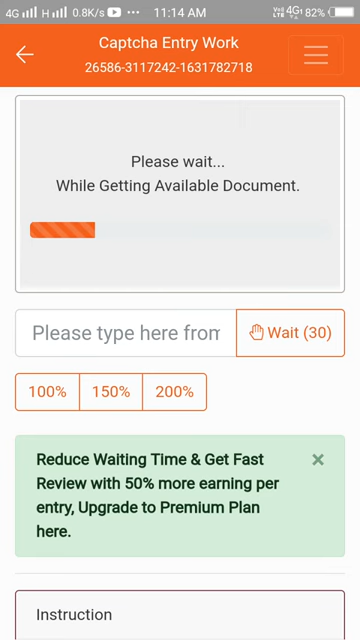 4G H 0.8K/s ... 11:14 AM 4G 82%
Captcha Entry Work
26586-3117242-1631782718
Please wait...
While Getting Available Document.
Please type here from
Wait (30)
100% 150% 200%
Reduce Waiting Time & Get Fast ×
Review with 50% more earning per
entry, Upgrade to Premium Plan
here.
Instruction